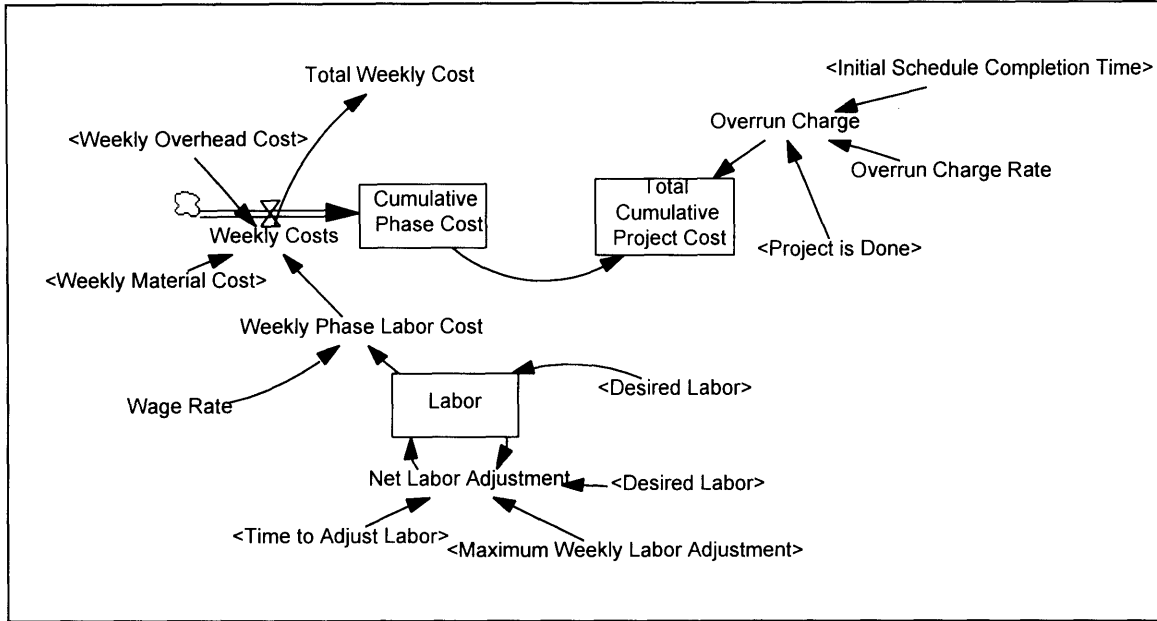 Total Weekly Cost
<Initial Schedule Completion Time>
<Weekly Overhead Cost>
Overrun Charge
Overrun Charge Rate
Cumulative
Phase Cost
Total
Cumulative
Project Cost
Weekly Costs
<Project is Done>
<Weekly Material Cost>
Weekly Phase Labor Cost
<Desired Labor>
Wage Rate
Labor
Net Labor Adjustment
<Desired Labor>
<Time to Adjust Labor>
<Maximum Weekly Labor Adjustment>